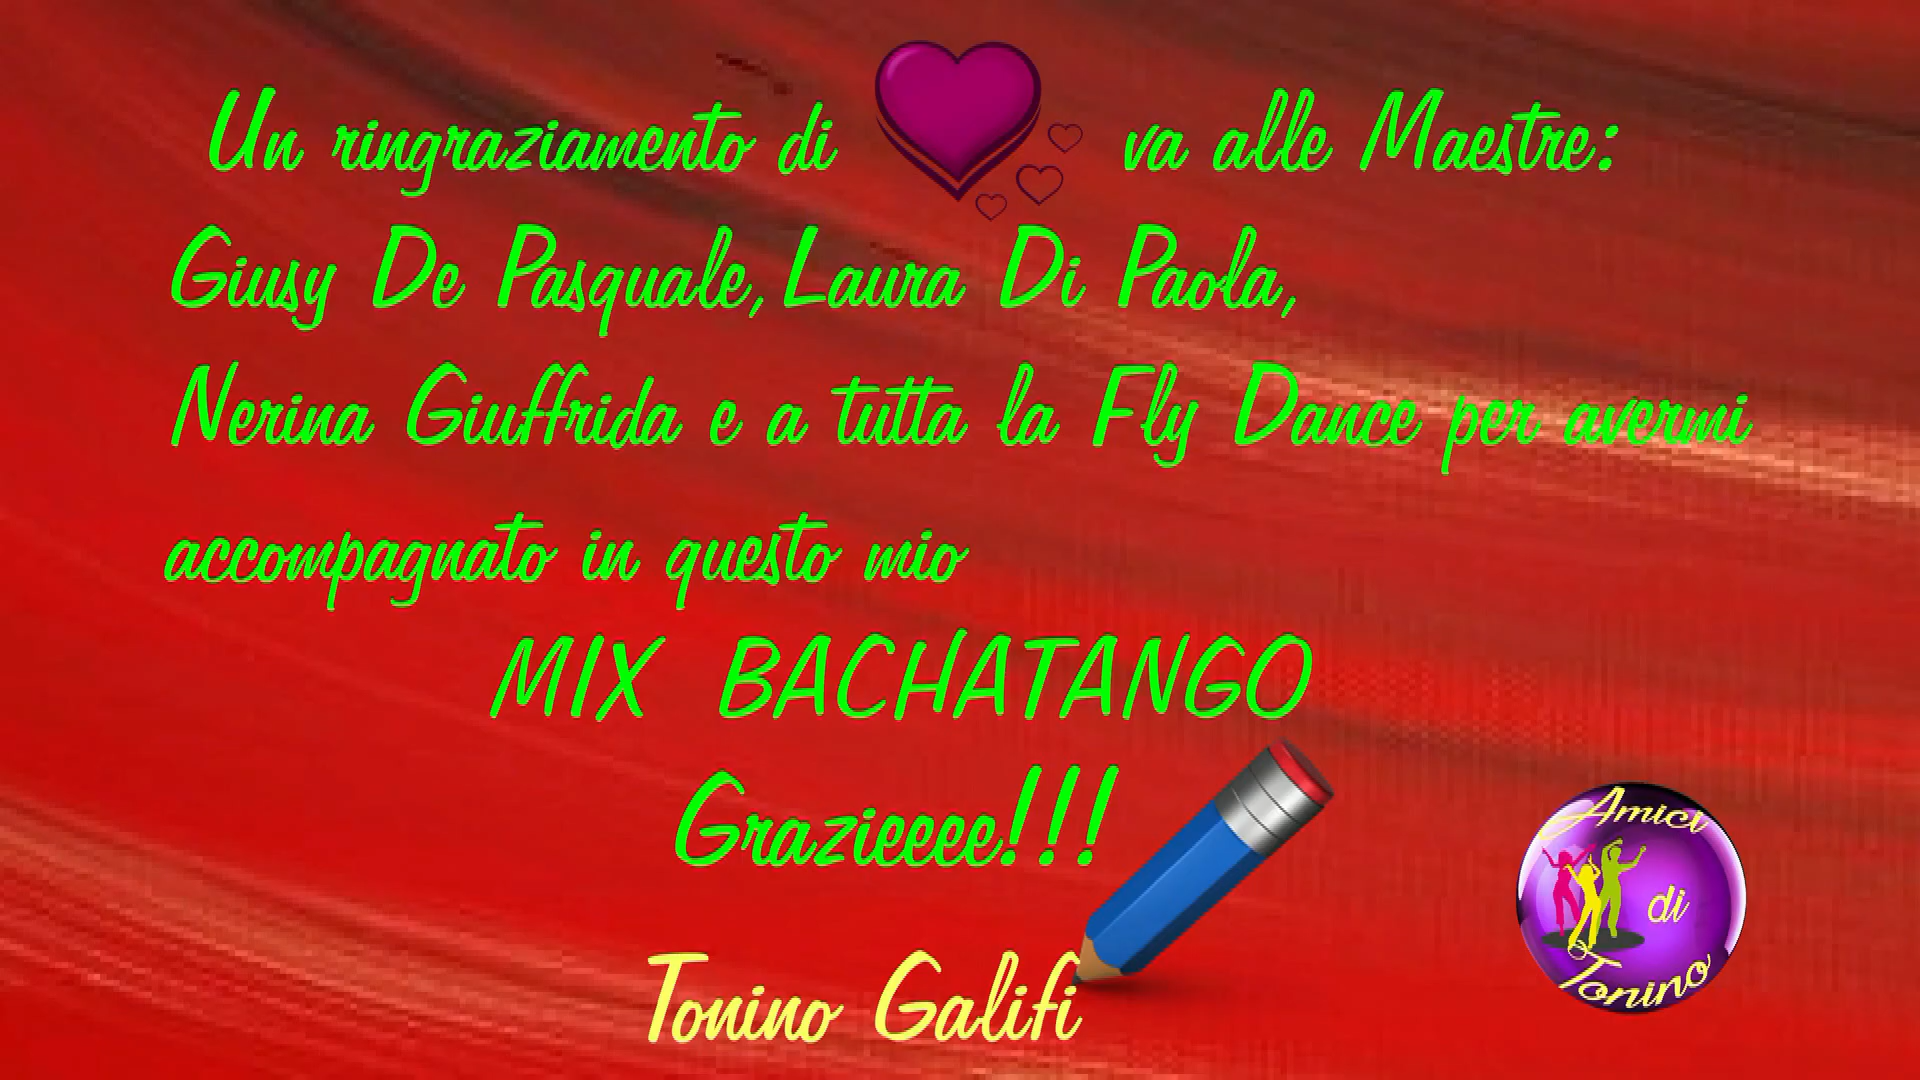 Un ringraziamento di va alle Maestre:
Giusy De Pasquale, Laura Di Paola,
Nerina Giuffrida e a tutta la Fly Dance per avermi
accompagnato in questo mio
MIX BACHATANGO
Grazieeee!!!
Tonino Galifi
Amici
di
Tonino